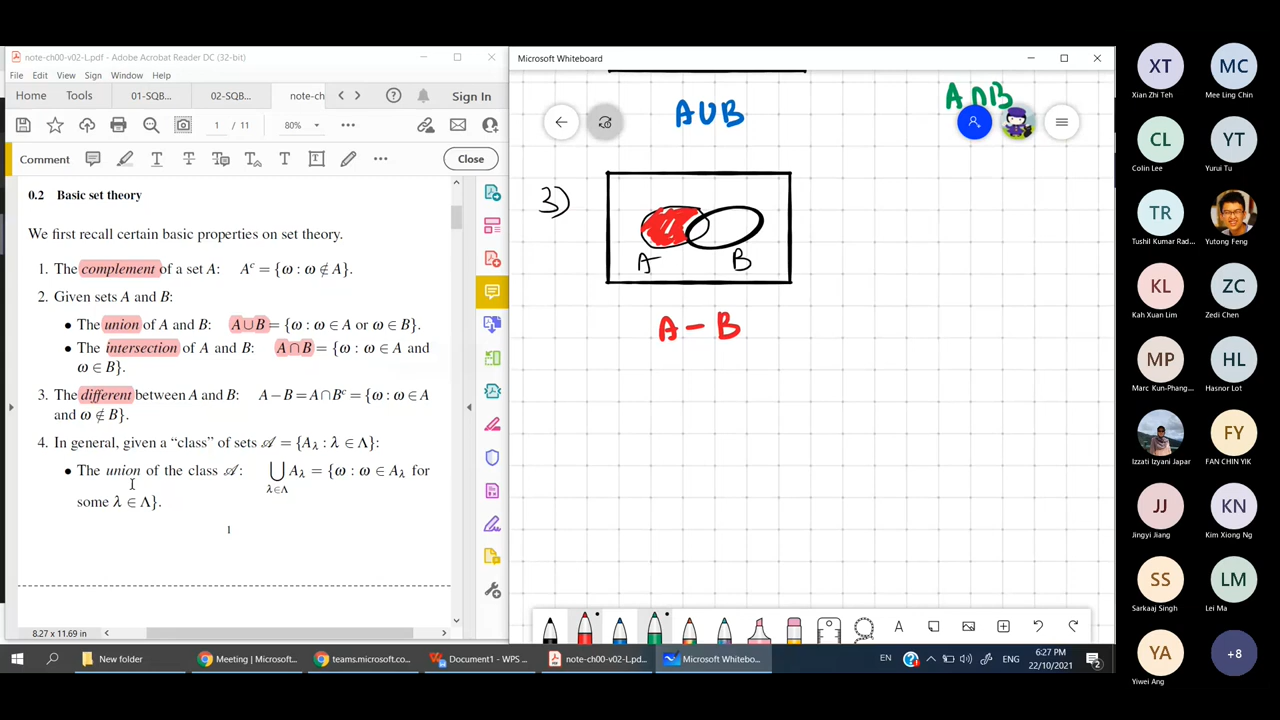 note-ch00-v02-L.pdf - Adobe Acrobat Reader DC (32-bit)
File Edit View Sign Window Help
Home Tools 01-SQB... 02-SQB... note-ch Sign In
1 / 11 80%
Comment Close
0.2 Basic set theory
We first recall certain basic properties on set theory.
1. The complement of a set A: Aᶜ = {ω : ω ∉ A}.
2. Given sets A and B:
• The union of A and B: A ∪ B = {ω : ω ∈ A or ω ∈ B}.
• The intersection of A and B: A ∩ B = {ω : ω ∈ A and
ω ∈ B}.
3. The different between A and B: A − B = A ∩ Bᶜ = {ω : ω ∈ A
and ω ∉ B}.
4. In general, given a “class” of sets 𝒜 = {A_λ : λ ∈ Λ}:
• The union of the class 𝒜: ⋃_{λ∈Λ} A_λ = {ω : ω ∈ A_λ for
some λ ∈ Λ}.
1
8.27 x 11.69 in
Microsoft Whiteboard
A∪B
A∩B
3)
A B
A − B
XT
Xian Zhi Teh
MC
Mee Ling Chin
CL
Colin Lee
YT
Yurui Tu
TR
Tushil Kumar Rad...
Yutong Feng
KL
Kah Xuan Lim
ZC
Zedi Chen
MP
Marc Kun-Phang...
HL
Hasnor Lot
Izzati Izyani Japar
FY
FAN CHIN YIK
JJ
Jingyi Jiang
KN
Kim Xiong Ng
SS
Sarkaaj Singh
LM
Lei Ma
YA
Yiwei Ang
+8
New folder
Meeting | Microsoft...
teams.microsoft.co...
Document1 - WPS ...
note-ch00-v02-L.pd...
Microsoft Whitebo...
EN
ENG
6:27 PM
22/10/2021
2